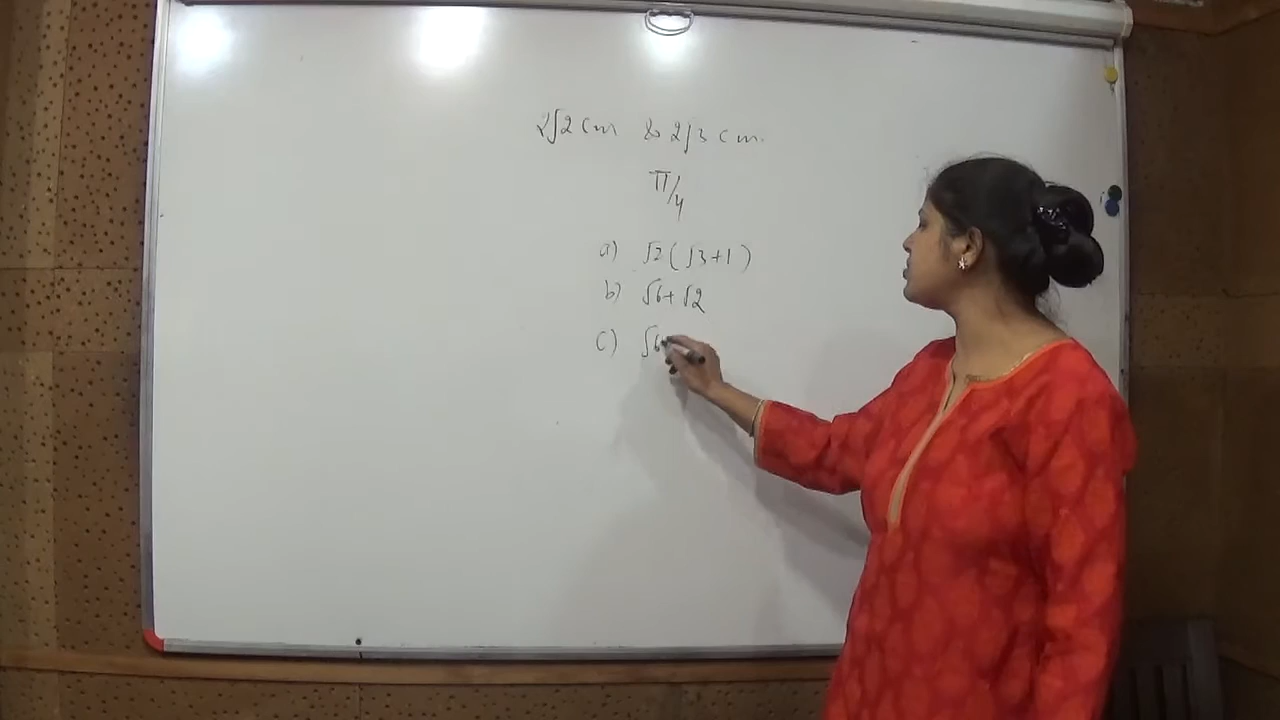 2√2 cm & 2√3 cm.
π/4
a) √2(√3+1)
b) √6+√2
c) √6